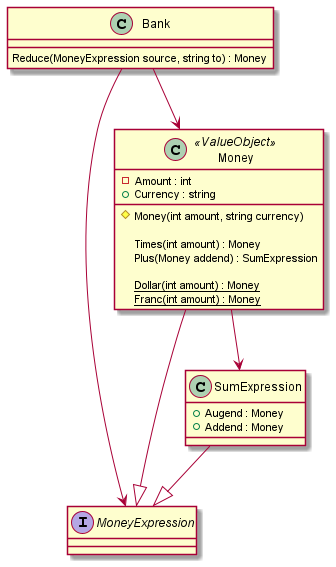 C Bank
Reduce(MoneyExpression source, string to) : Money
C «ValueObject»
Money
Amount : int
Currency : string
Money(int amount, string currency)
Times(int amount) : Money
Plus(Money addend) : SumExpression
Dollar(int amount) : Money
Franc(int amount) : Money
C SumExpression
Augend : Money
Addend : Money
I MoneyExpression